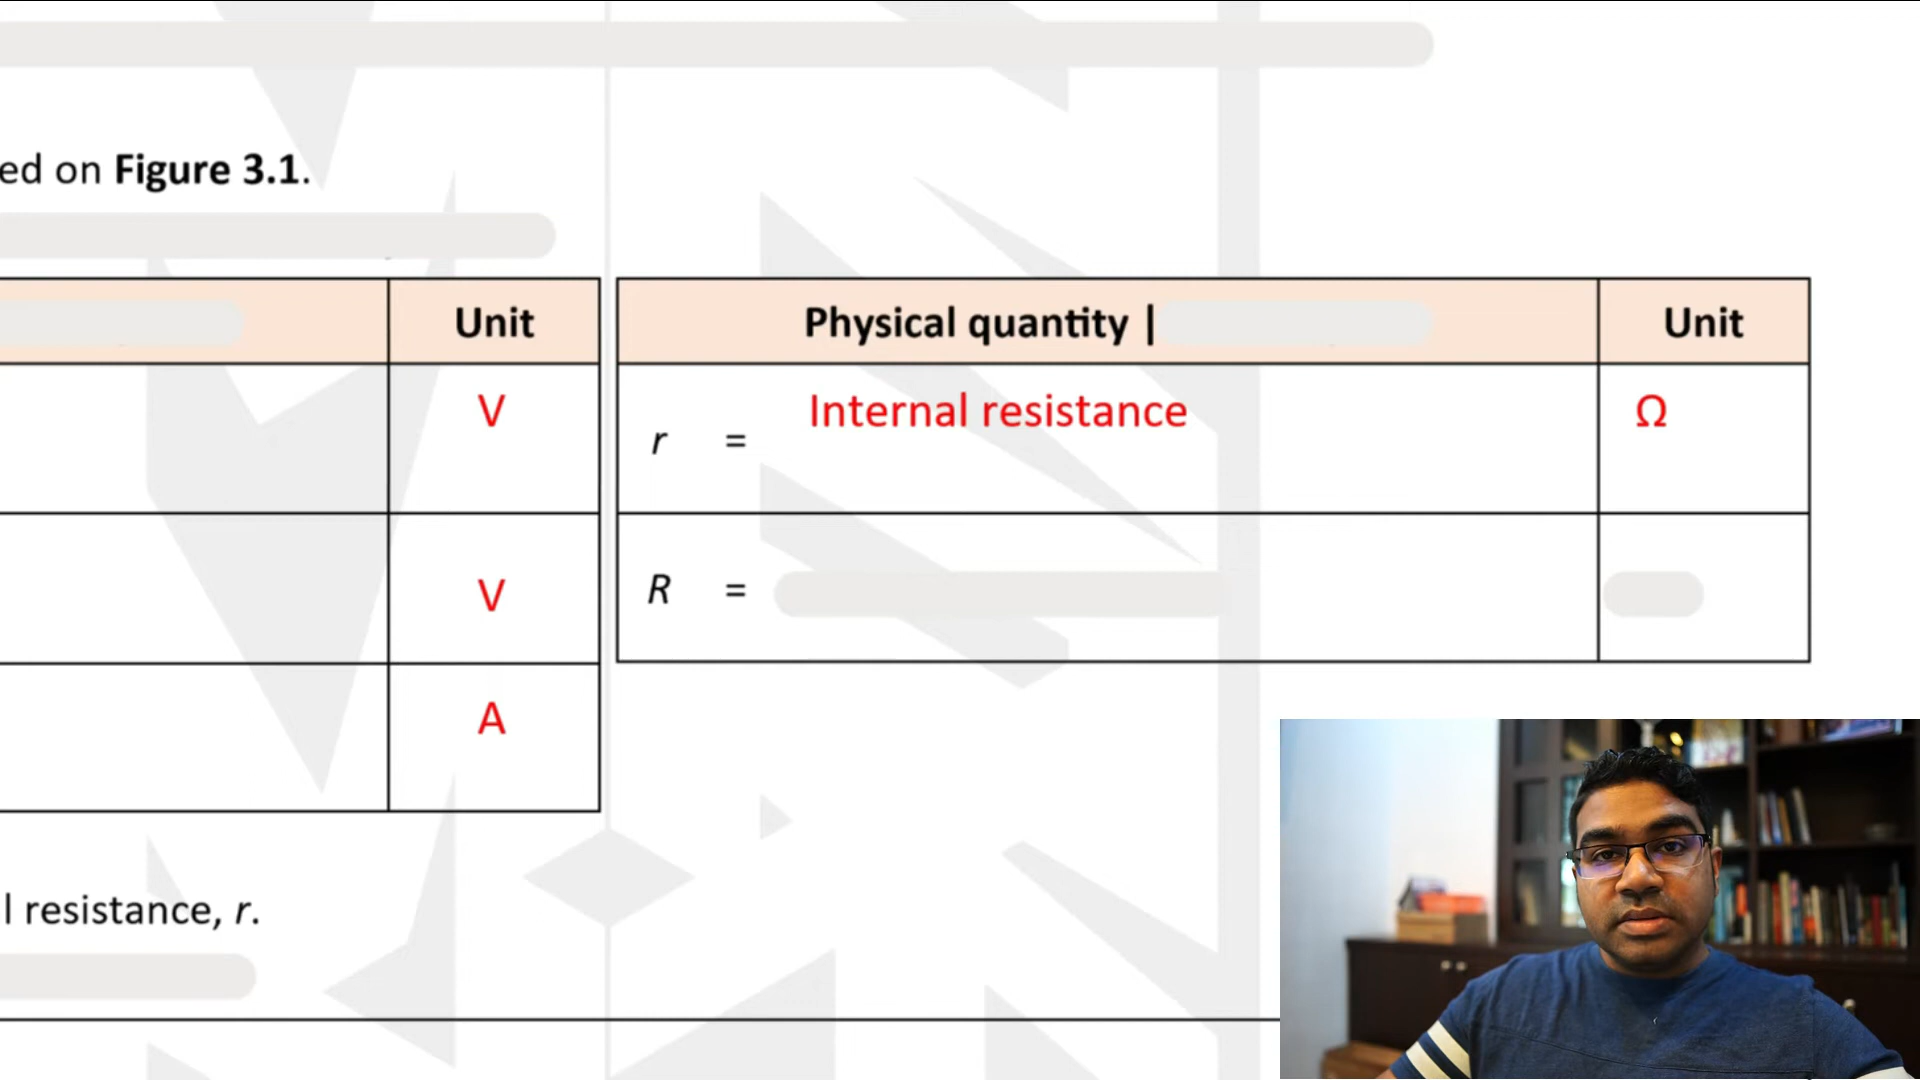 ed on Figure 3.1.
Unit
V
V
A
Physical quantity | Unit
r = Internal resistance Ω
R =
l resistance, r.